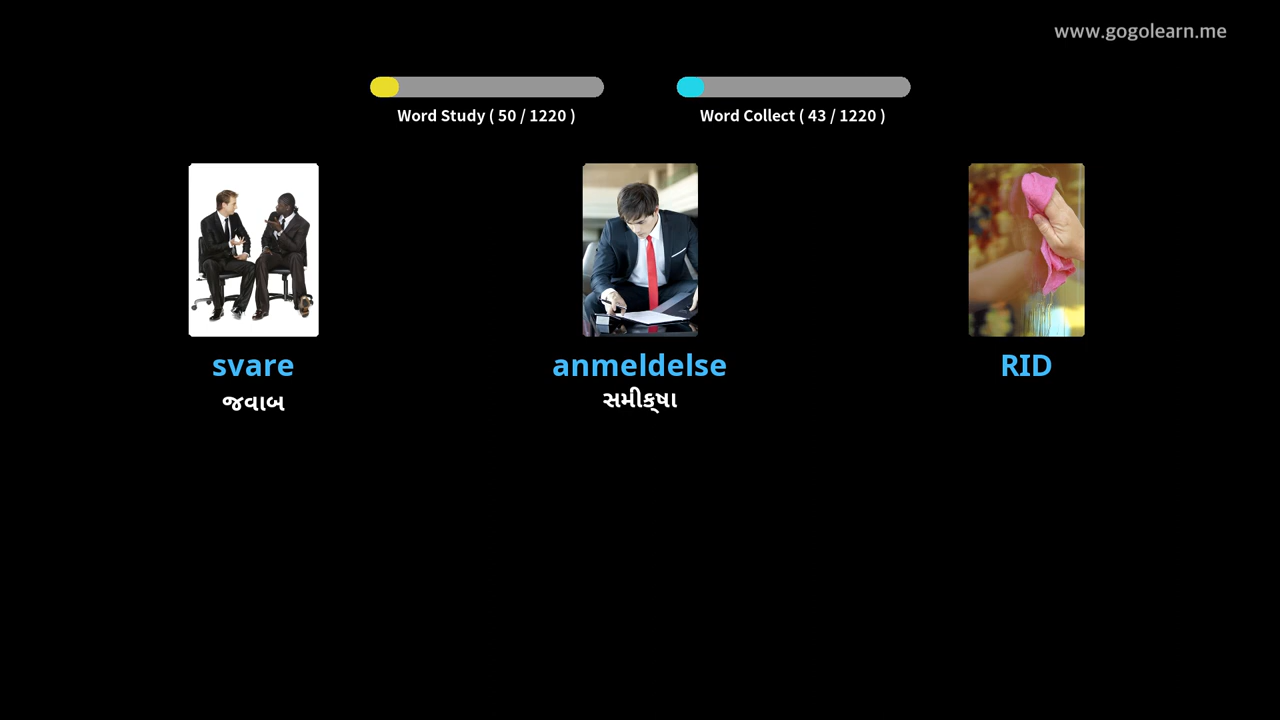 www.gogolearn.me
Word Study ( 50 / 1220 )
Word Collect ( 43 / 1220 )
svare
anmeldelse
RID
જવાબ
સમીક્ષા